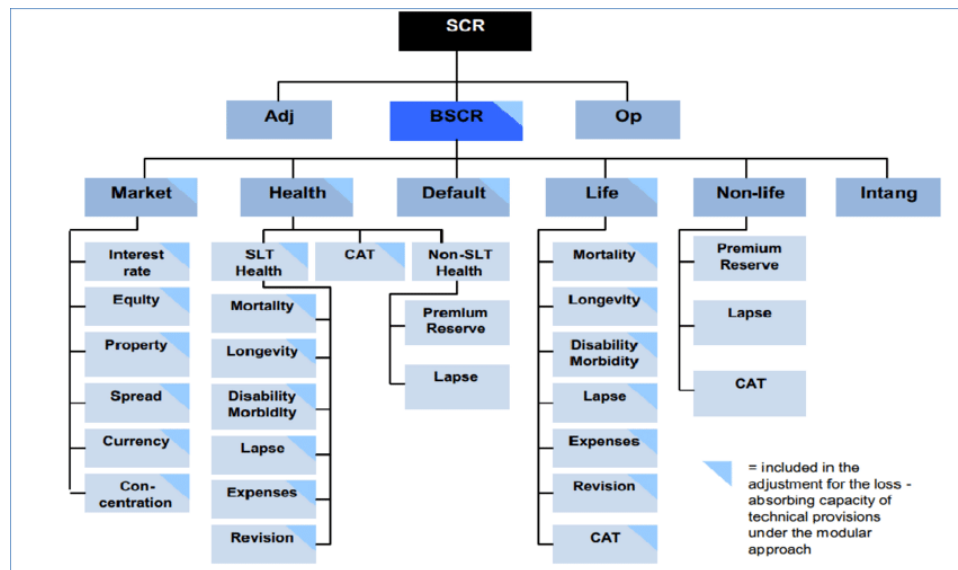 SCR
Adj
BSCR
Op
Market
Health
Default
Life
Non-life
Intang
Interest
rate
Equity
Property
Spread
Currency
Con-
centration
SLT
Health
CAT
Non-SLT
Health
Mortality
Longevity
Disability
Morbidity
Lapse
Expenses
Revision
Premium
Reserve
Lapse
Mortality
Longevity
Disability
Morbidity
Lapse
Expenses
Revision
CAT
Premium
Reserve
Lapse
CAT
= included in the
adjustment for the loss -
absorbing capacity of
technical provisions
under the modular
approach